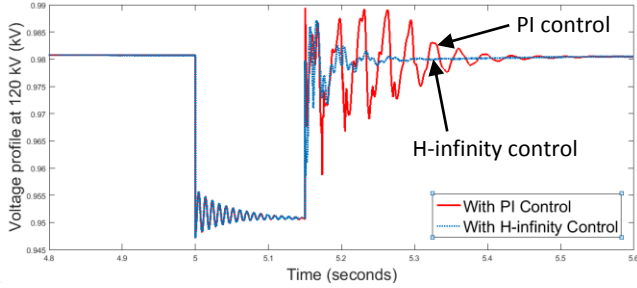 0.99
0.985
0.98
0.975
0.97
0.965
0.96
0.955
0.95
0.945
Voltage profile at 120 kV (kV)
PI control
H-infinity control
With PI Control
With H-infinity Control
4.8 4.9 5 5.1 5.2 5.3 5.4 5.5 5.6
Time (seconds)